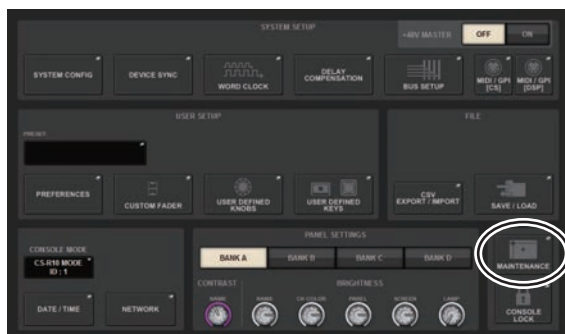 SYSTEM SETUP
+48V MASTER
OFF
ON
SYSTEM CONFIG
DEVICE SYNC
WORD CLOCK
DELAY
COMPENSATION
BUS SETUP
MIDI / GPI
[CS]
MIDI / GPI
[DSP]
USER SETUP
FILE
PRESET
PREFERENCES
CUSTOM FADER
USER DEFINED
KNOBS
USER DEFINED
KEYS
CSV
EXPORT / IMPORT
SAVE / LOAD
CONSOLE MODE
CS-R10 MODE
ID : 1
DATE / TIME
NETWORK
PANEL SETTINGS
BANK A
BANK B
BANK C
BANK D
CONTRAST
BRIGHTNESS
NAME
NAME
CH COLOR
PANEL
SCREEN
LAMP
MAINTENANCE
CONSOLE
LOCK